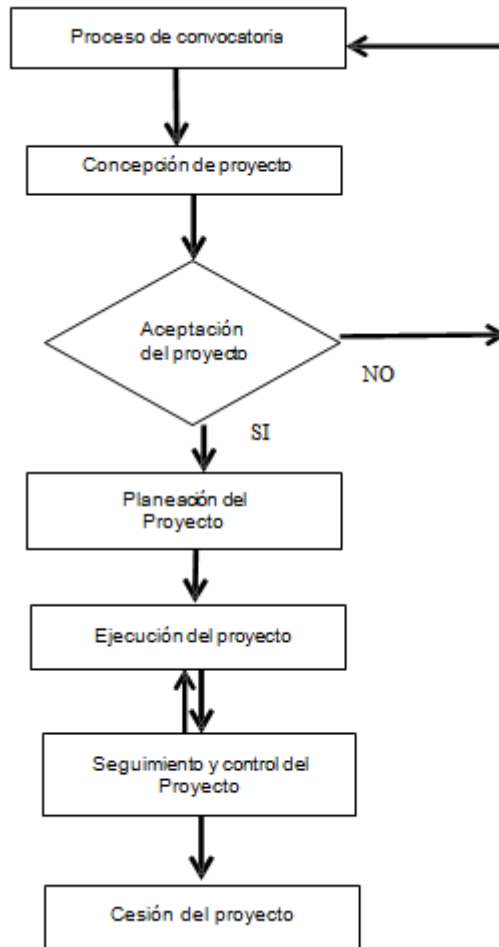 Proceso de convocatoria
Concepción de proyecto
Aceptación
del proyecto
NO
SI
Planeación del
Proyecto
Ejecución del proyecto
Seguimiento y control del
Proyecto
Cesión del proyecto